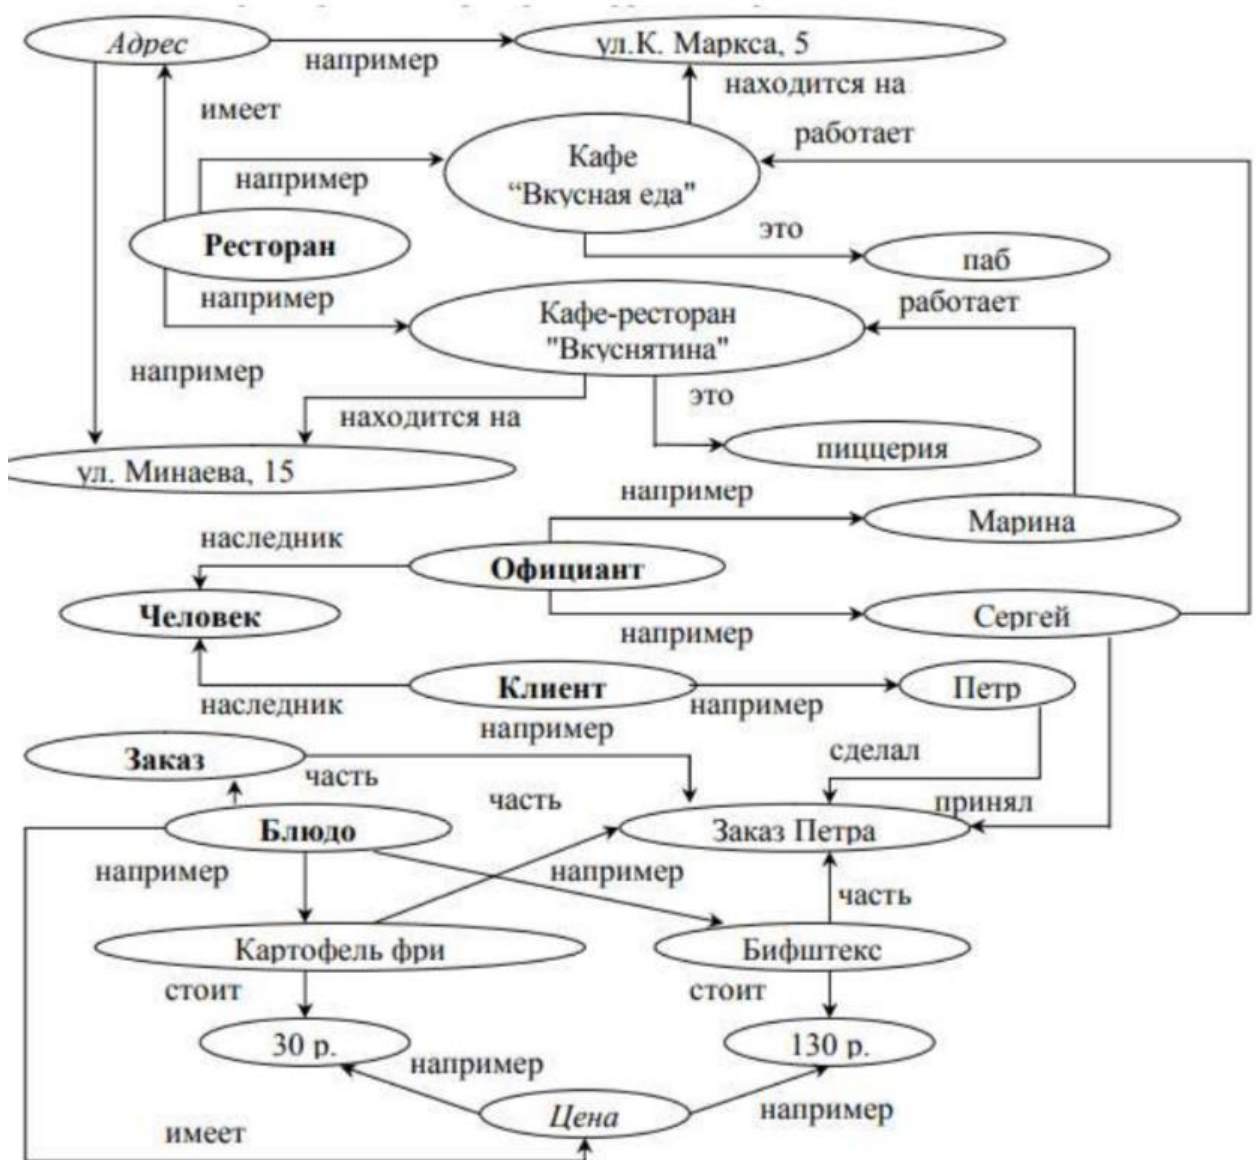 Адрес
ул.К. Маркса, 5
например
находится на
имеет
работает
Кафе
“Вкусная еда"
например
это
Ресторан
паб
например
работает
Кафе-ресторан
"Вкуснятина"
например
это
находится на
пиццерия
ул. Минаева, 15
например
Марина
наследник
Официант
Человек
Сергей
например
Клиент
Петр
наследник
например
например
Заказ
сделал
часть
часть
принял
Блюдо
Заказ Петра
например
например
часть
Картофель фри
Бифштекс
стоит
стоит
30 р.
130 р.
например
Цена
например
имеет